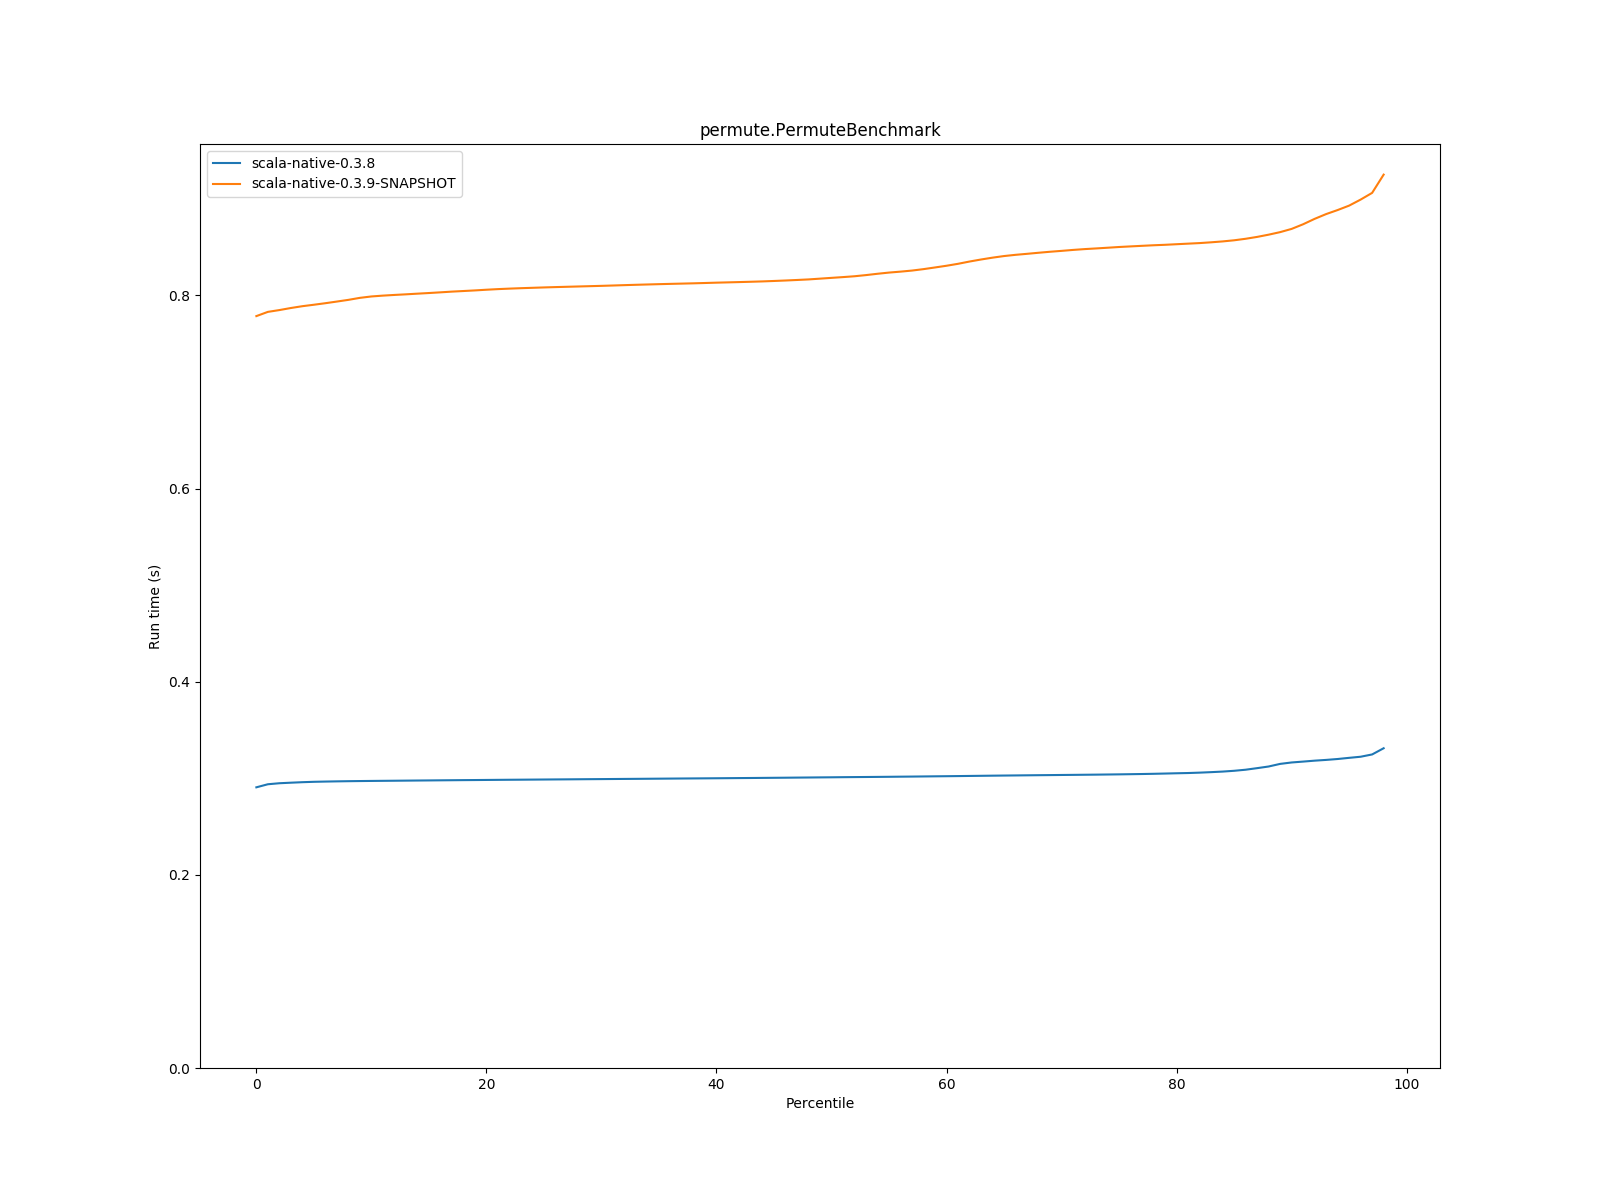 permute.PermuteBenchmark
scala-native-0.3.8
scala-native-0.3.9-SNAPSHOT
0.8
0.6
0.4
0.2
0.0
Run time (s)
0 20 40 60 80 100
Percentile